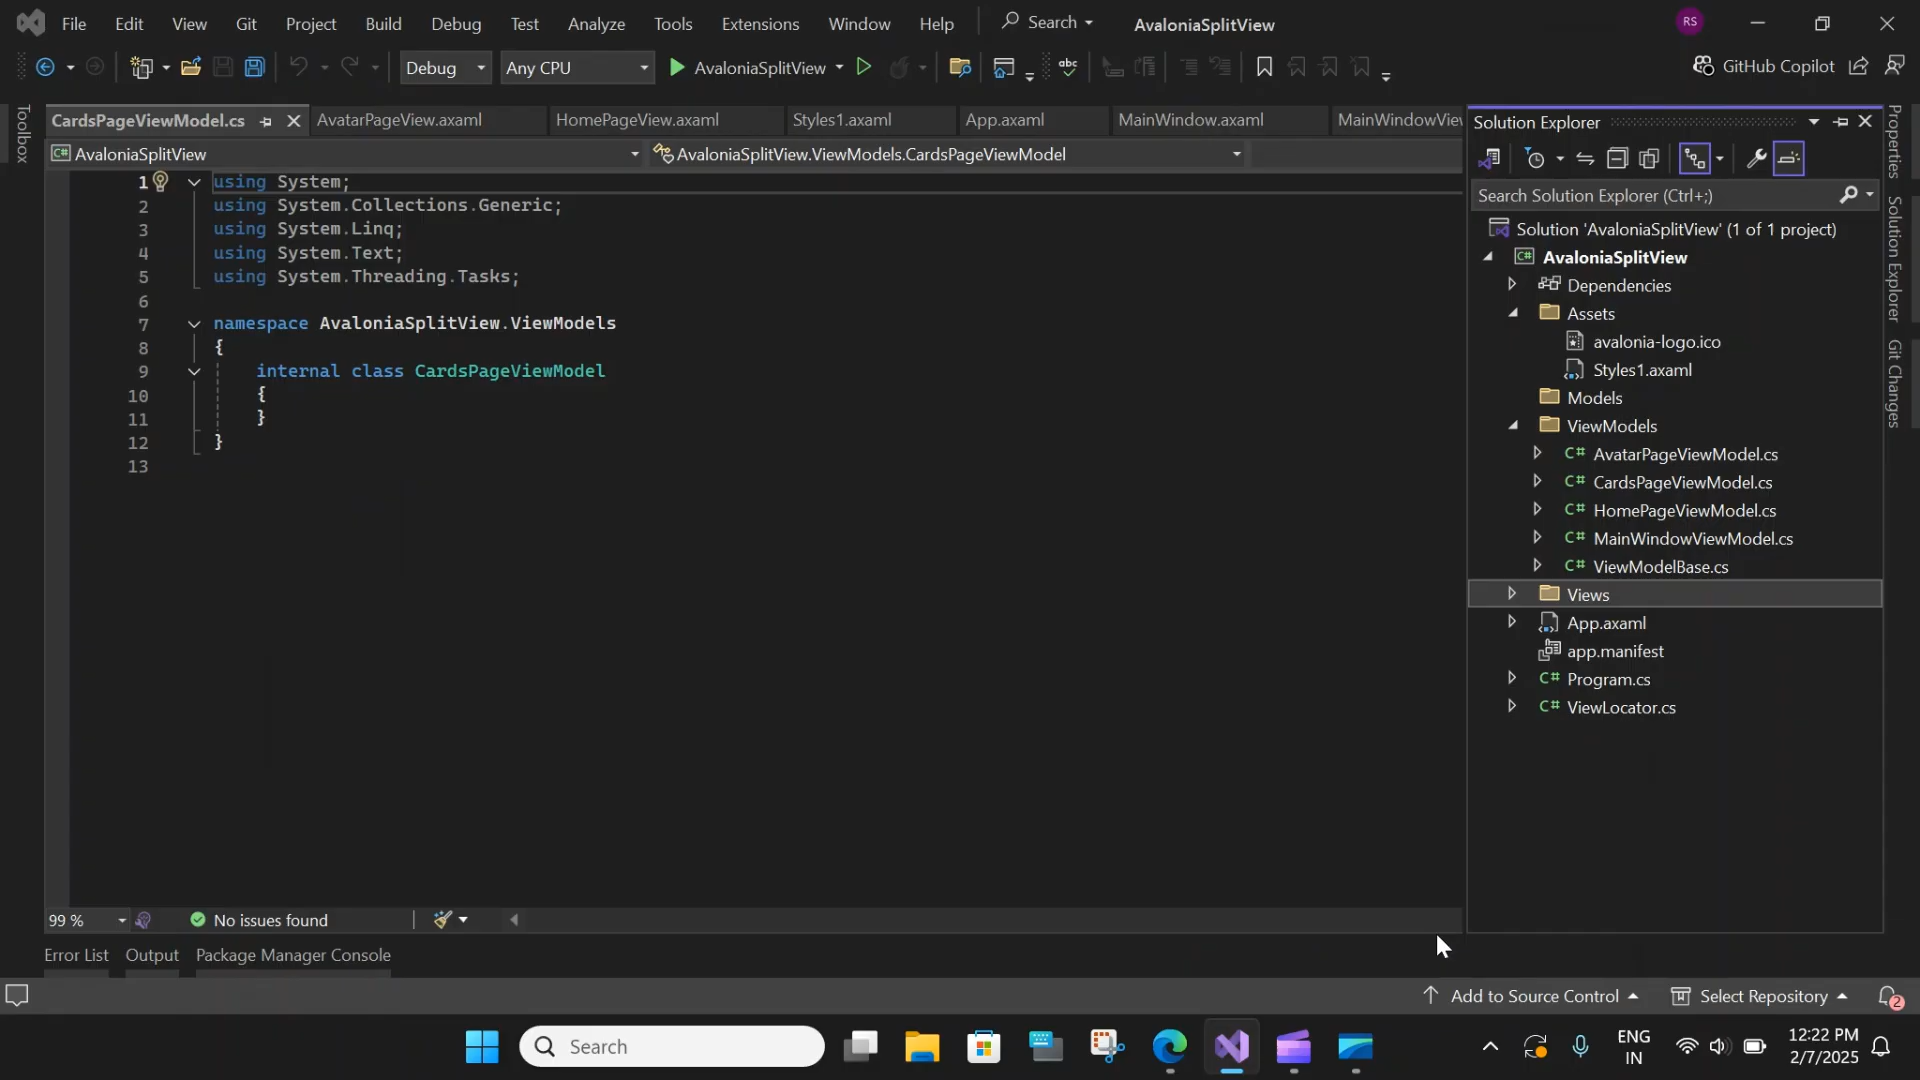 File Edit View Git Project Build Debug Test Analyze Tools Extensions Window Help Search AvaloniaSplitView RS
Debug Any CPU AvaloniaSplitView abc GitHub Copilot
Toolbox
CardsPageViewModel.cs AvatarPageView.axaml HomePageView.axaml Styles1.axaml App.axaml MainWindow.axaml MainWindowView
C# AvaloniaSplitView AvaloniaSplitView.ViewModels.CardsPageViewModel
1 using System;
2 using System.Collections.Generic;
3 using System.Linq;
4 using System.Text;
5 using System.Threading.Tasks;
6
7 namespace AvaloniaSplitView.ViewModels
8 {
9 internal class CardsPageViewModel
10 {
11 }
12 }
13
99 % No issues found
Error List Output Package Manager Console
Solution Explorer
Search Solution Explorer (Ctrl+;)
Solution 'AvaloniaSplitView' (1 of 1 project)
C# AvaloniaSplitView
Dependencies
Assets
avalonia-logo.ico
Styles1.axaml
Models
ViewModels
C# AvatarPageViewModel.cs
C# CardsPageViewModel.cs
C# HomePageViewModel.cs
C# MainWindowViewModel.cs
C# ViewModelBase.cs
Views
App.axaml
app.manifest
C# Program.cs
C# ViewLocator.cs
Properties
Solution Explorer
Git Changes
Add to Source Control Select Repository 2
Search
ENG
IN
12:22 PM
2/7/2025